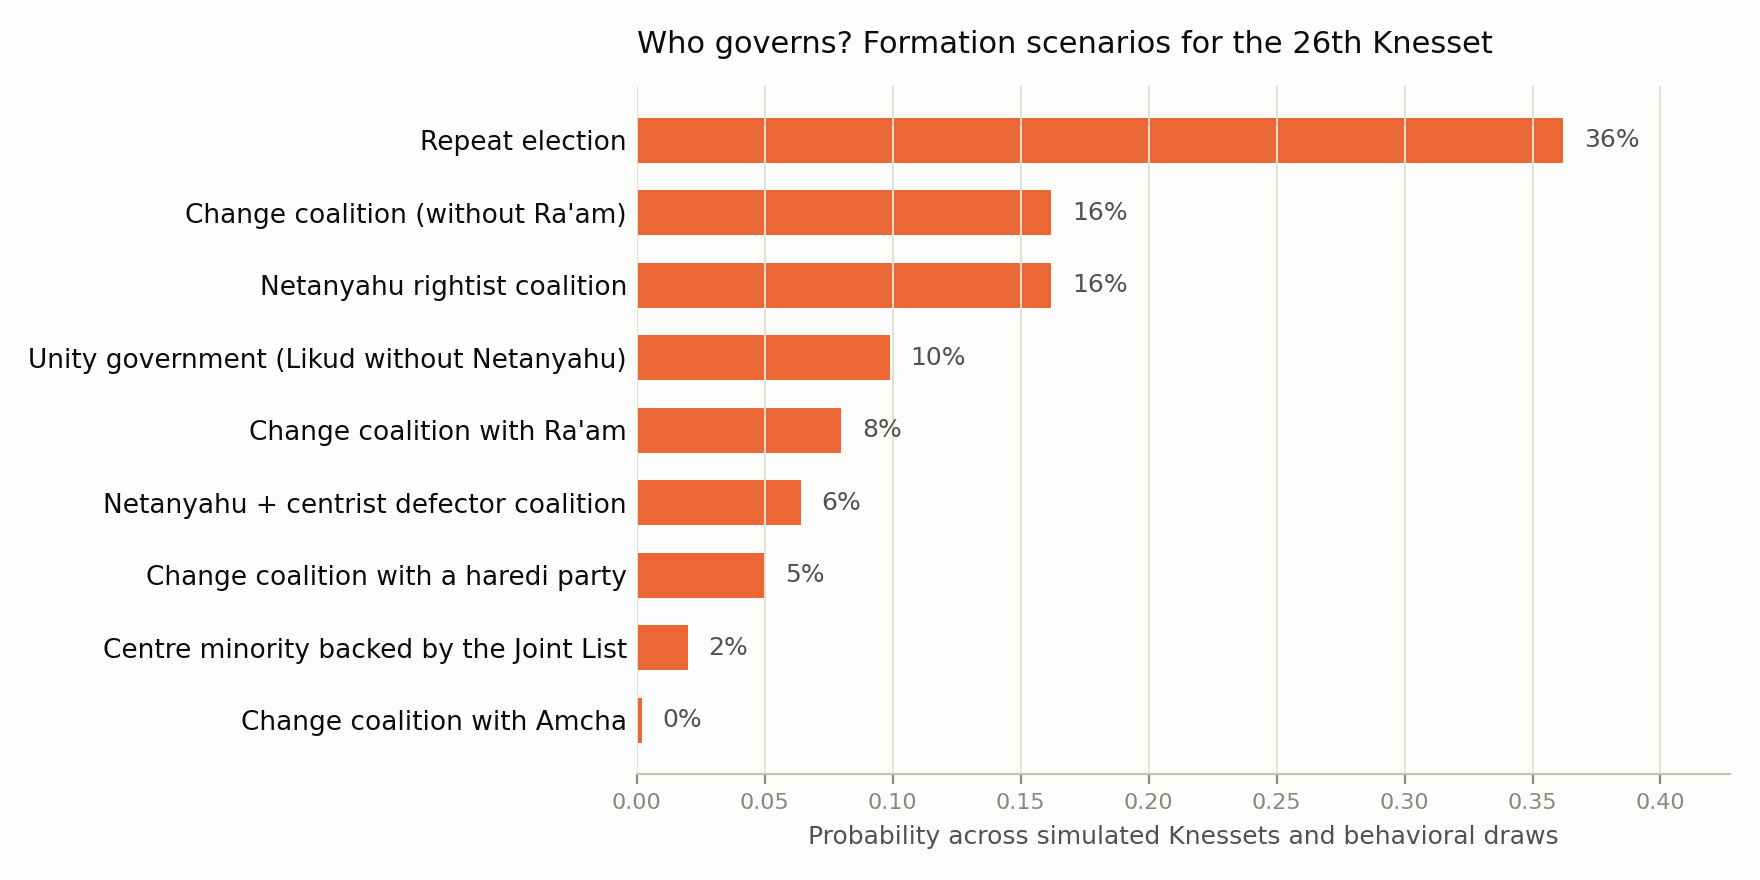 Who governs? Formation scenarios for the 26th Knesset
Repeat election 36%
Change coalition (without Ra'am) 16%
Netanyahu rightist coalition 16%
Unity government (Likud without Netanyahu) 10%
Change coalition with Ra'am 8%
Netanyahu + centrist defector coalition 6%
Change coalition with a haredi party 5%
Centre minority backed by the Joint List 2%
Change coalition with Amcha 0%
0.00 0.05 0.10 0.15 0.20 0.25 0.30 0.35 0.40
Probability across simulated Knessets and behavioral draws